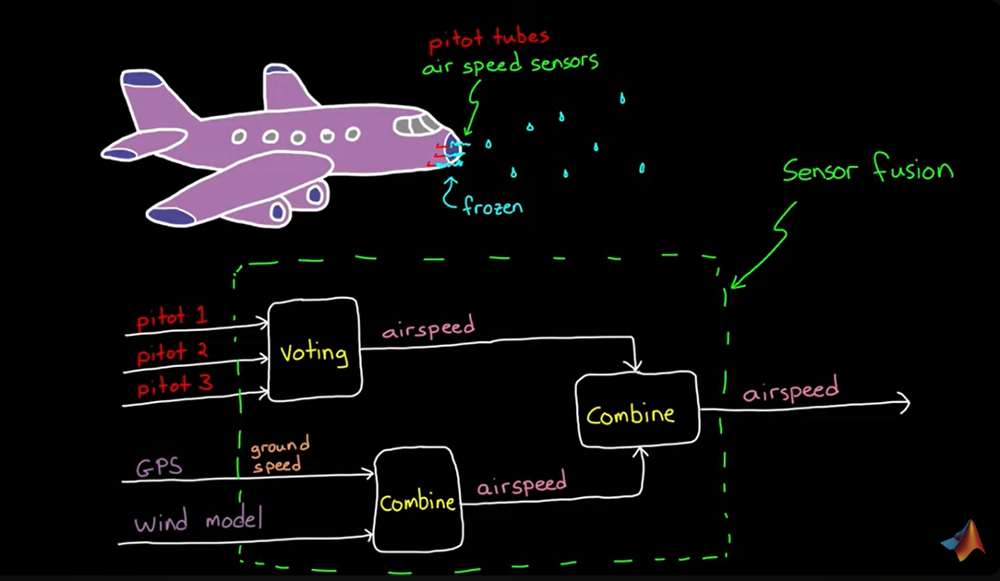 pitot tubes
air speed sensors
frozen
Sensor fusion
pitot 1
pitot 2
pitot 3
Voting
airspeed
Combine
airspeed
GPS
ground
speed
Wind model
Combine
airspeed